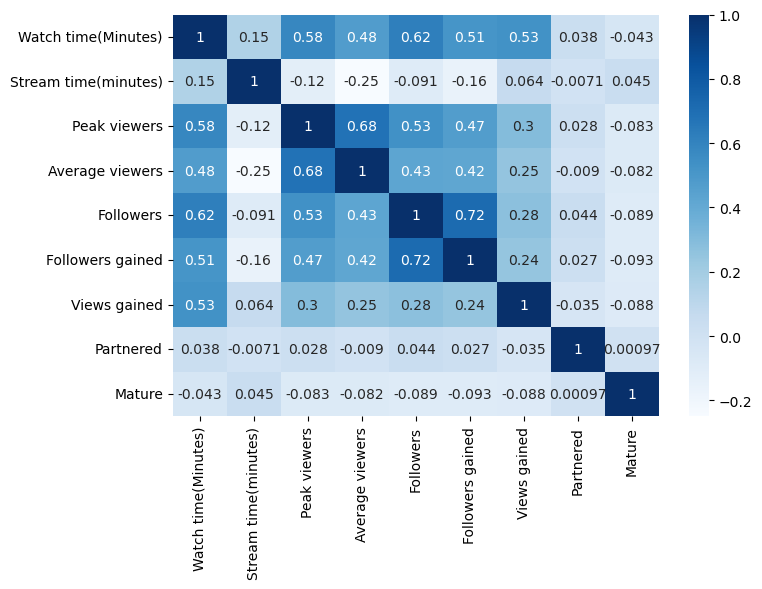 Watch time(Minutes) 1 0.15 0.58 0.48 0.62 0.51 0.53 0.038 -0.043
Stream time(minutes) 0.15 1 -0.12 -0.25 -0.091 -0.16 0.064 -0.0071 0.045
Peak viewers 0.58 -0.12 1 0.68 0.53 0.47 0.3 0.028 -0.083
Average viewers 0.48 -0.25 0.68 1 0.43 0.42 0.25 -0.009 -0.082
Followers 0.62 -0.091 0.53 0.43 1 0.72 0.28 0.044 -0.089
Followers gained 0.51 -0.16 0.47 0.42 0.72 1 0.24 0.027 -0.093
Views gained 0.53 0.064 0.3 0.25 0.28 0.24 1 -0.035 -0.088
Partnered 0.038 -0.0071 0.028 -0.009 0.044 0.027 -0.035 1 0.00097
Mature -0.043 0.045 -0.083 -0.082 -0.089 -0.093 -0.088 0.00097 1
Watch time(Minutes)
Stream time(minutes)
Peak viewers
Average viewers
Followers
Followers gained
Views gained
Partnered
Mature
1.0
0.8
0.6
0.4
0.2
0.0
−0.2